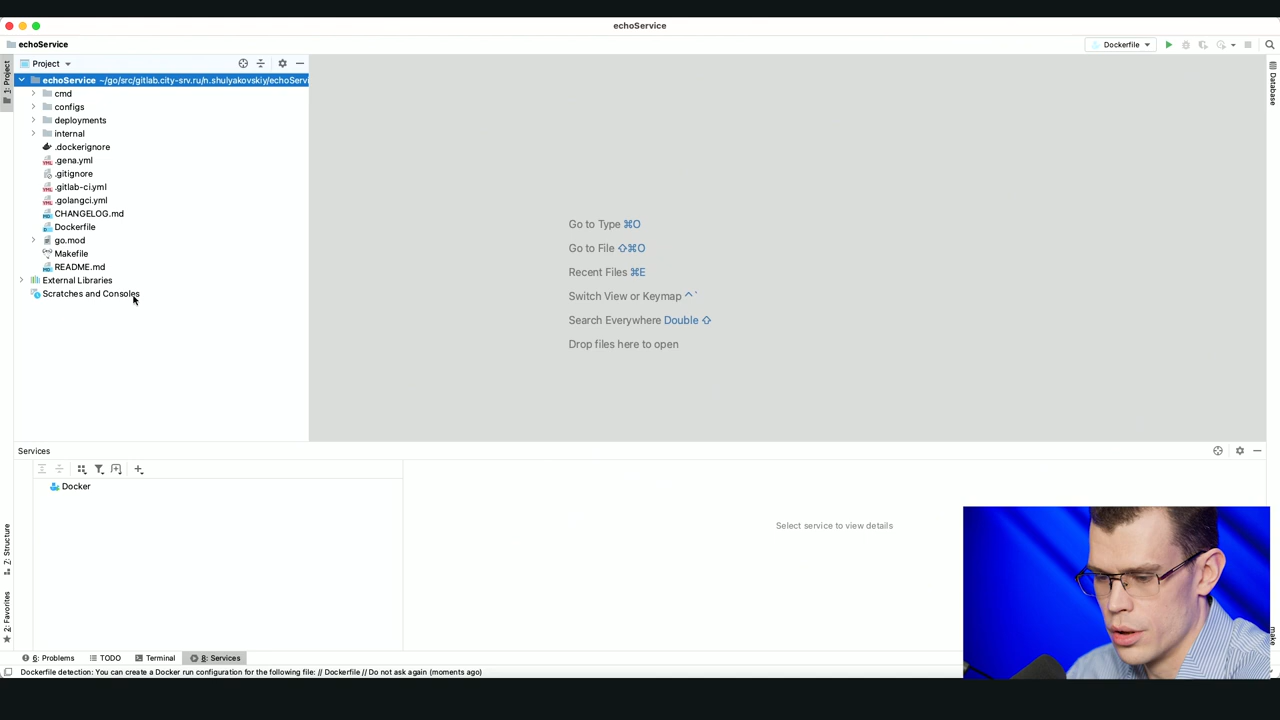 echoService
echoService
Dockerfile
1: Project
Project
echoService ~/go/src/gitlab.city-srv.ru/n.shulyakovskiy/echoServ
cmd
configs
deployments
internal
.dockerignore
.gena.yml
.gitignore
.gitlab-ci.yml
.golangci.yml
CHANGELOG.md
Dockerfile
go.mod
Makefile
README.md
External Libraries
Scratches and Consoles
Go to Type ⌘O
Go to File ⇧⌘O
Recent Files ⌘E
Switch View or Keymap ^`
Search Everywhere Double ⇧
Drop files here to open
Database
Services
Docker
Select service to view details
Z: Structure
2: Favorites
make
6: Problems
TODO
Terminal
8: Services
Dockerfile detection: You can create a Docker run configuration for the following file: // Dockerfile // Do not ask again (moments ago)